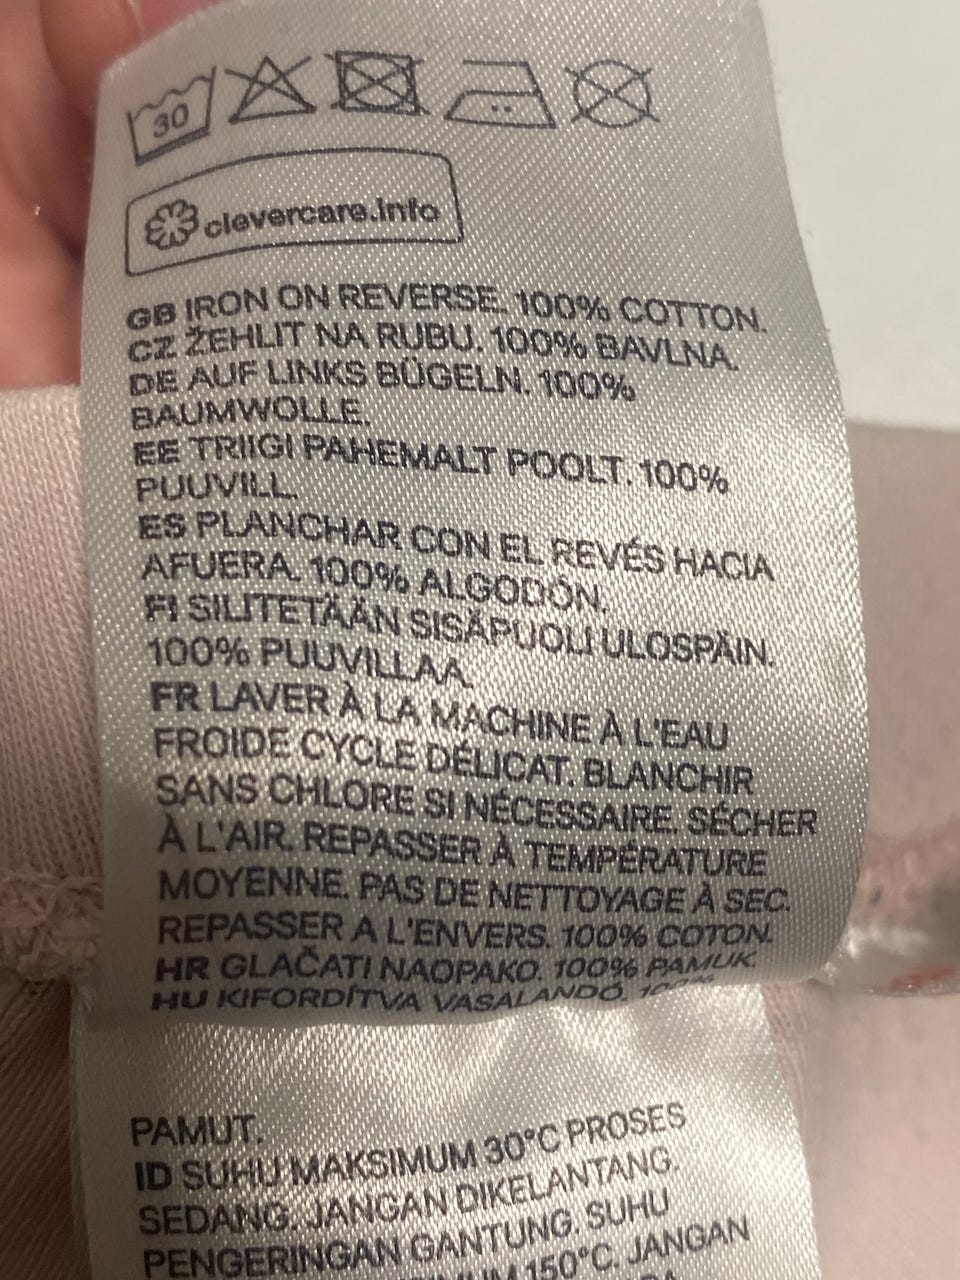 30
clevercare.info
GB IRON ON REVERSE. 100% COTTON.
CZ ŽEHLIT NA RUBU. 100% BAVLNA.
DE AUF LINKS BÜGELN. 100%
BAUMWOLLE.
EE TRIIGI PAHEMALT POOLT. 100%
PUUVILL.
ES PLANCHAR CON EL REVÉS HACIA
AFUERA. 100% ALGODÓN.
FI SILITETÄÄN SISÄPUOLI ULOSPÄIN.
100% PUUVILLAA.
FR LAVER À LA MACHINE À L'EAU
FROIDE CYCLE DÉLICAT. BLANCHIR
SANS CHLORE SI NÉCESSAIRE. SÉCHER
À L'AIR. REPASSER À TEMPÉRATURE
MOYENNE. PAS DE NETTOYAGE À SEC.
REPASSER A L'ENVERS. 100% COTON.
HR GLAČATI NAOPAKO. 100% PAMUK.
HU KIFORDÍTVA VASALANDÓ. 100%
PAMUT.
ID SUHU MAKSIMUM 30°C PROSES
SEDANG. JANGAN DIKELANTANG.
PENGERINGAN GANTUNG. SUHU
150°C. JANGAN